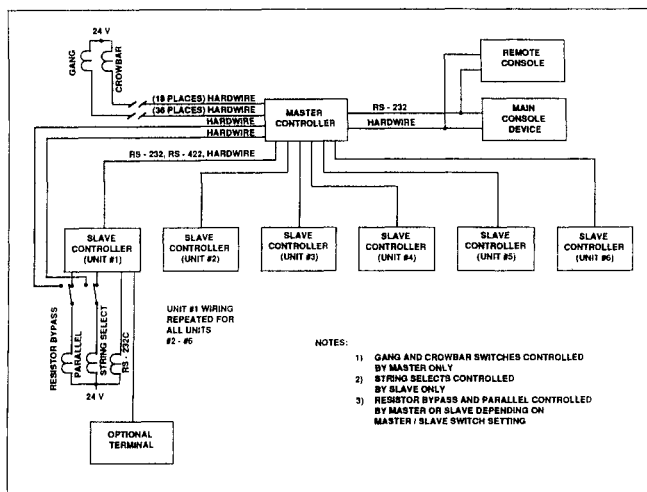 24 V
GANG
CROWBAR
(18 PLACES) HARDWIRE
(36 PLACES) HARDWIRE
HARDWIRE
HARDWIRE
RS - 232, RS - 422, HARDWIRE
MASTER
CONTROLLER
RS - 232
HARDWIRE
REMOTE
CONSOLE
MAIN
CONSOLE
DEVICE
SLAVE
CONTROLLER
(UNIT #1)
SLAVE
CONTROLLER
(UNIT #2)
SLAVE
CONTROLLER
(UNIT #3)
SLAVE
CONTROLLER
(UNIT #4)
SLAVE
CONTROLLER
(UNIT #5)
SLAVE
CONTROLLER
(UNIT #6)
RESISTOR BYPASS
PARALLEL
STRING SELECT
RS - 232C
24 V
OPTIONAL
TERMINAL
UNIT #1 WIRING
REPEATED FOR
ALL UNITS
#2 - #6
NOTES:
1) GANG AND CROWBAR SWITCHES CONTROLLED
BY MASTER ONLY
2) STRING SELECTS CONTROLLED
BY SLAVE ONLY
3) RESISTOR BYPASS AND PARALLEL CONTROLLED
BY MASTER OR SLAVE DEPENDING ON
MASTER / SLAVE SWITCH SETTING